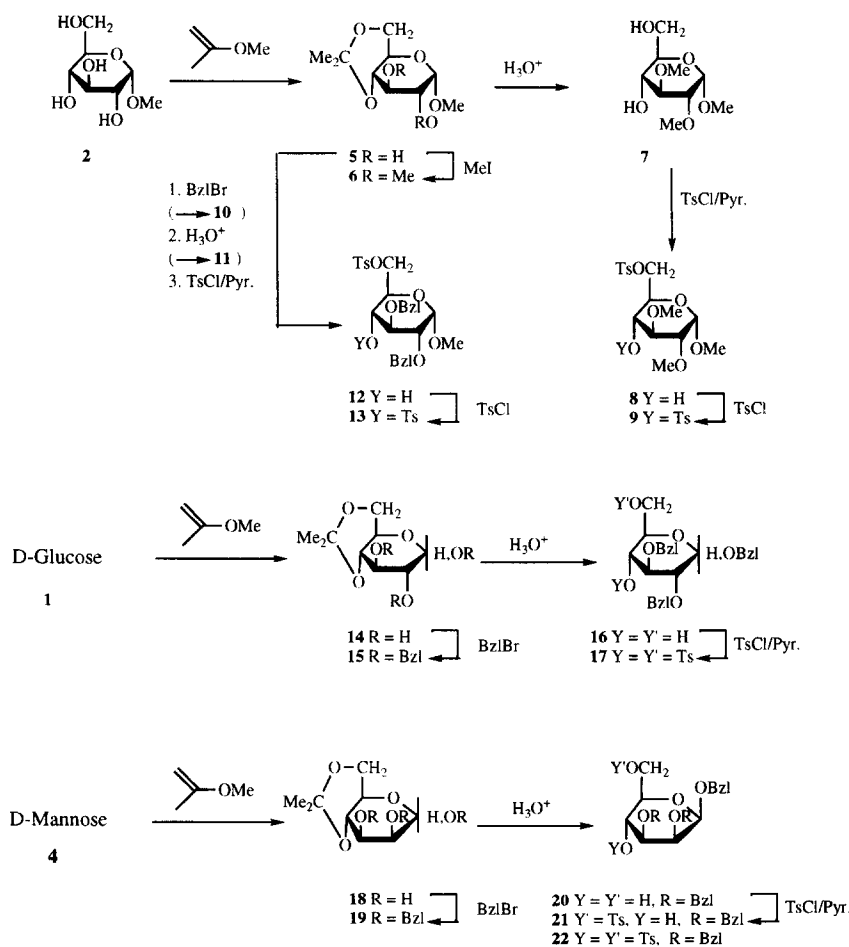 HOCH₂
O
OH
HO
OMe
HO
2
OMe
O—CH₂
Me₂C
O
OR
O
OMe
RO
5 R = H
6 R = Me
MeI
H₃O⁺
HOCH₂
O
OMe
HO
OMe
MeO
7
1. BzlBr
( → 10 )
2. H₃O⁺
( → 11 )
3. TsCl/Pyr.
TsCl/Pyr.
TsOCH₂
O
OBzl
YO
OMe
BzlO
12 Y = H
13 Y = Ts
TsCl
TsOCH₂
O
OMe
YO
OMe
MeO
8 Y = H
9 Y = Ts
TsCl
D-Glucose
1
OMe
O—CH₂
Me₂C
O
OR
H,OR
O
RO
14 R = H
15 R = Bzl
BzlBr
H₃O⁺
Y'OCH₂
O
OBzl
H,OBzl
YO
BzlO
16 Y = Y' = H
17 Y = Y' = Ts
TsCl/Pyr.
D-Mannose
4
OMe
O—CH₂
Me₂C
O
OR OR
H,OR
O
18 R = H
19 R = Bzl
BzlBr
H₃O⁺
Y'OCH₂
OBzl
O
OR OR
YO
20 Y = Y' = H, R = Bzl
21 Y' = Ts, Y = H, R = Bzl
22 Y = Y' = Ts, R = Bzl
TsCl/Pyr.